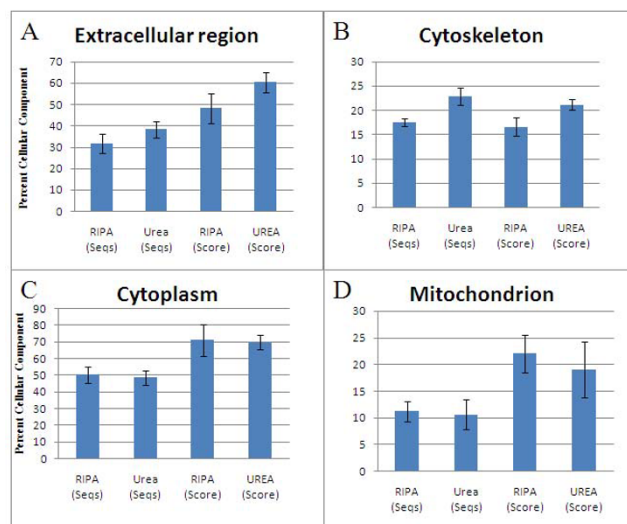 A
Extracellular region
Percent Cellular Component
70
60
50
40
30
20
10
0
RIPA (Seqs)
Urea (Seqs)
RIPA (Score)
UREA (Score)
B
Cytoskeleton
30
25
20
15
10
5
0
RIPA (Seqs)
Urea (Seqs)
RIPA (Score)
UREA (Score)
C
Cytoplasm
Percent Cellular Component
90
80
70
60
50
40
30
20
10
0
RIPA (Seqs)
Urea (Seqs)
RIPA (Score)
UREA (Score)
D
Mitochondrion
30
25
20
15
10
5
0
RIPA (Seqs)
Urea (Seqs)
RIPA (Score)
UREA (Score)